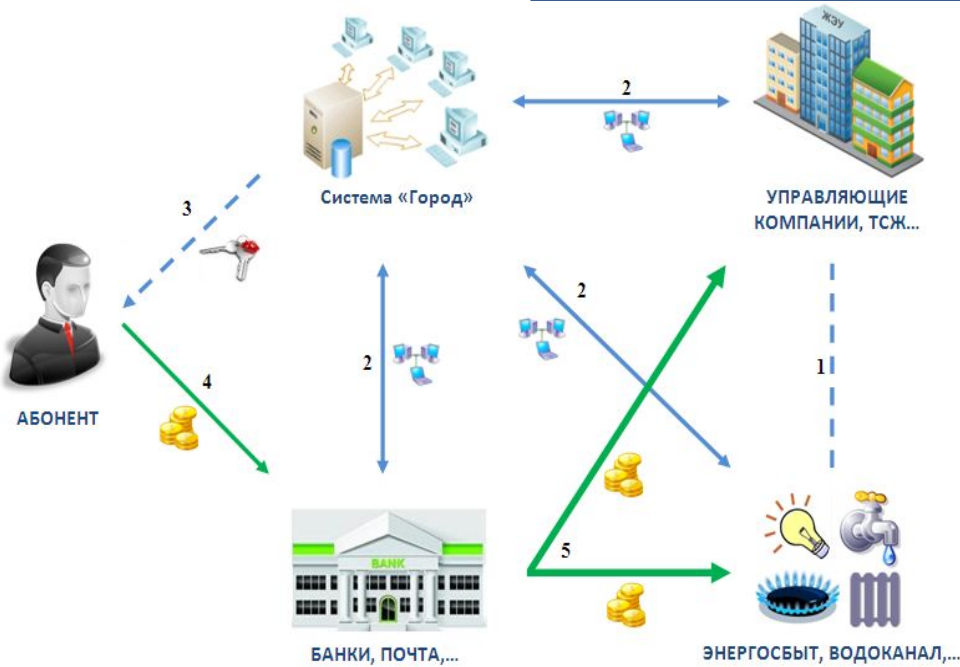 ЖЭУ
2
Система «Город»
УПРАВЛЯЮЩИЕ
КОМПАНИИ, ТСЖ...
3
2
2
1
4
АБОНЕНТ
5
BANK
БАНКИ, ПОЧТА,...
ЭНЕРГОСБЫТ, ВОДОКАНАЛ,...